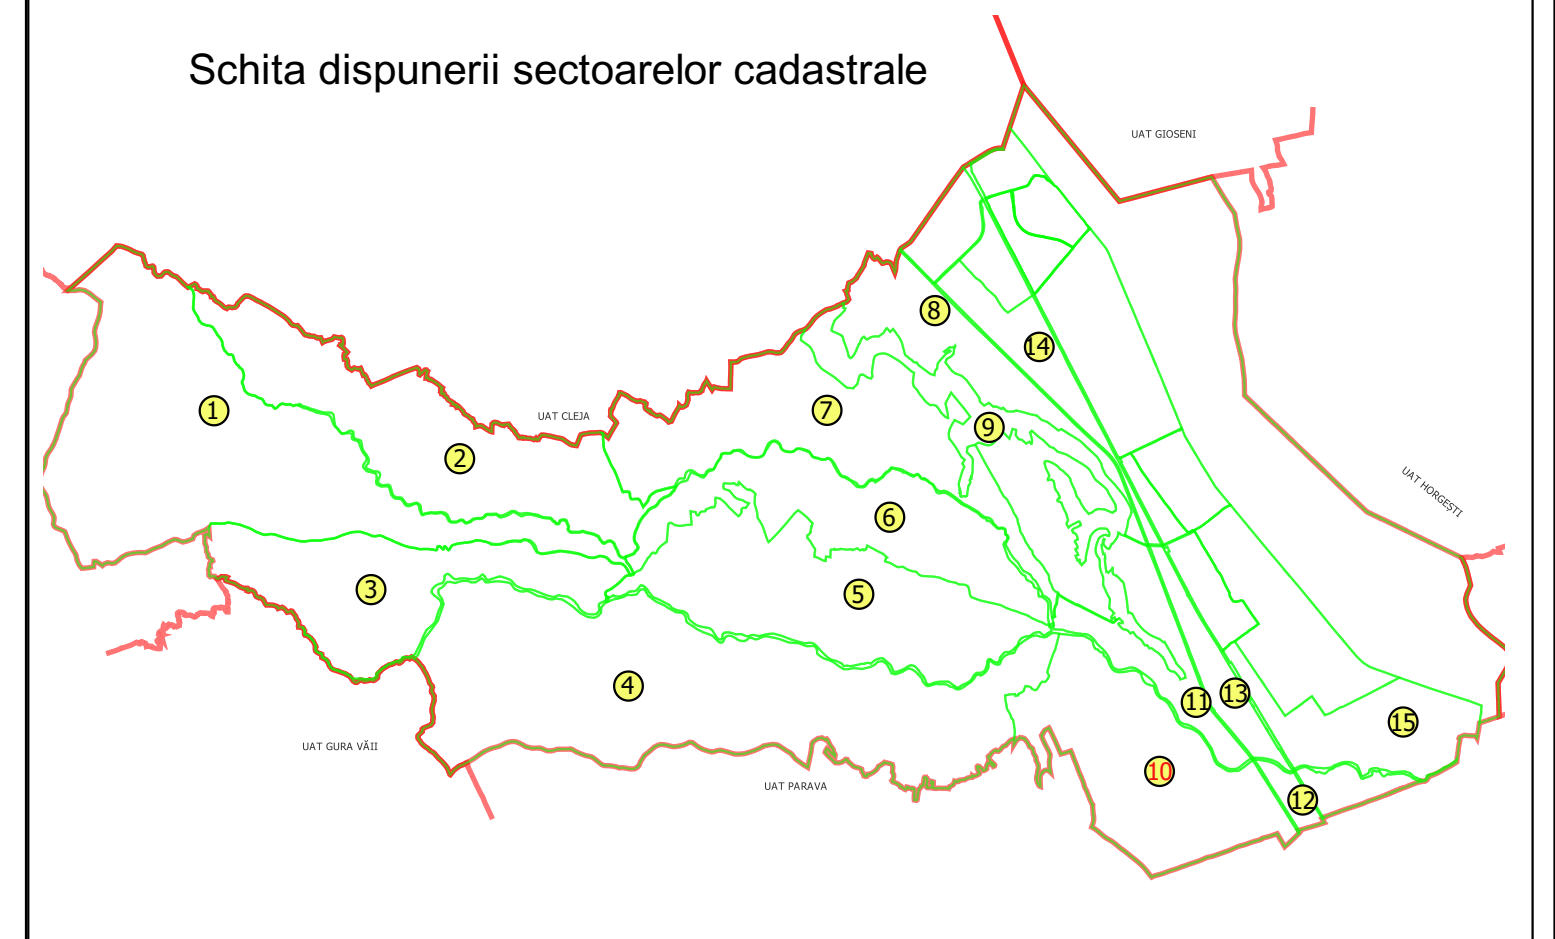 Schita dispunerii sectoarelor cadastrale
UAT GIOSENI
8
14
1
UAT CLEJA
7
9
2
UAT HORGEȘTI
6
3
5
4
11
13
15
UAT GURA VĂII
UAT PARAVA
10
12